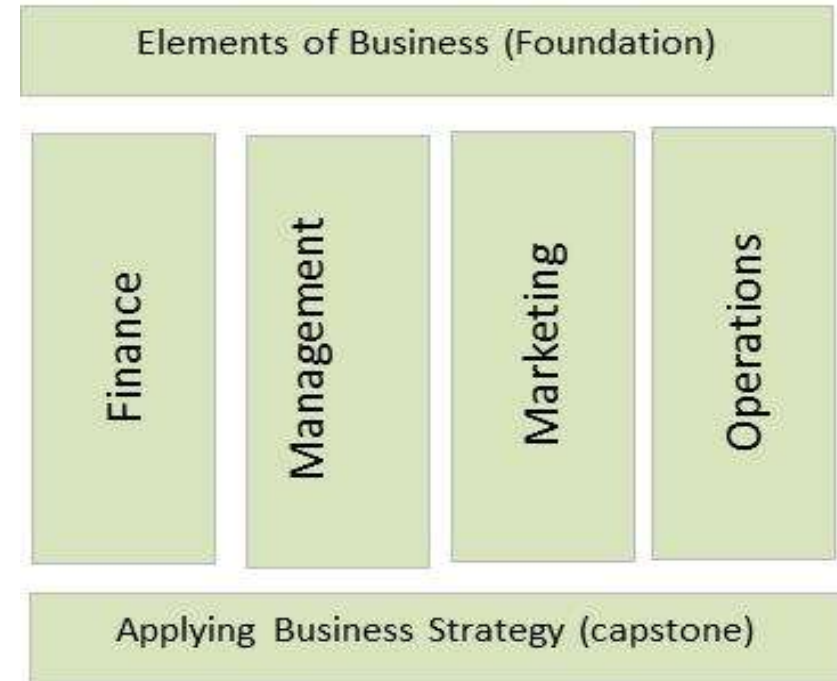 Elements of Business (Foundation)
Finance
Management
Marketing
Operations
Applying Business Strategy (capstone)